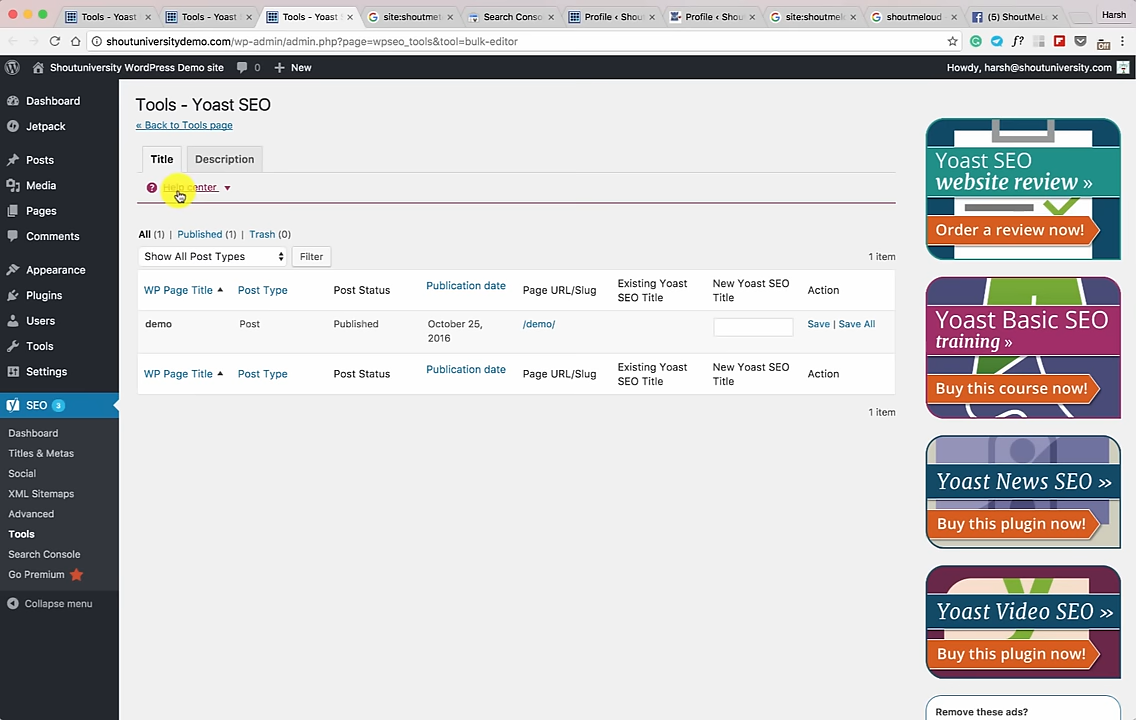 Tools - Yoast
Tools - Yoast S
Tools - Yoast S
site:shoutmet
Search Conso
Profile ‹ Shou
Profile ‹ Shou
site:shoutmel
shoutmeloud -
(5) ShoutMeL
Harsh
shoutuniversitydemo.com/wp-admin/admin.php?page=wpseo_tools&tool=bulk-editor
Shoutuniversity WordPress Demo site
0
New
Howdy, harsh@shoutuniversity.com
Dashboard
Jetpack
Posts
Media
Pages
Comments
Appearance
Plugins
Users
Tools
Settings
SEO 3
Dashboard
Titles & Metas
Social
XML Sitemaps
Advanced
Tools
Search Console
Go Premium
Collapse menu
Tools - Yoast SEO
« Back to Tools page
Title
Description
Help center
All (1) | Published (1) | Trash (0)
Show All Post Types
Filter
1 item
WP Page Title Post Type Post Status Publication date Page URL/Slug Existing Yoast SEO Title New Yoast SEO Title Action
demo Post Published October 25, 2016 /demo/ Save | Save All
WP Page Title Post Type Post Status Publication date Page URL/Slug Existing Yoast SEO Title New Yoast SEO Title Action
1 item
Yoast SEO
website review »
Order a review now!
Yoast Basic SEO
training »
Buy this course now!
Yoast News SEO »
Buy this plugin now!
Yoast Video SEO »
Buy this plugin now!
Remove these ads?